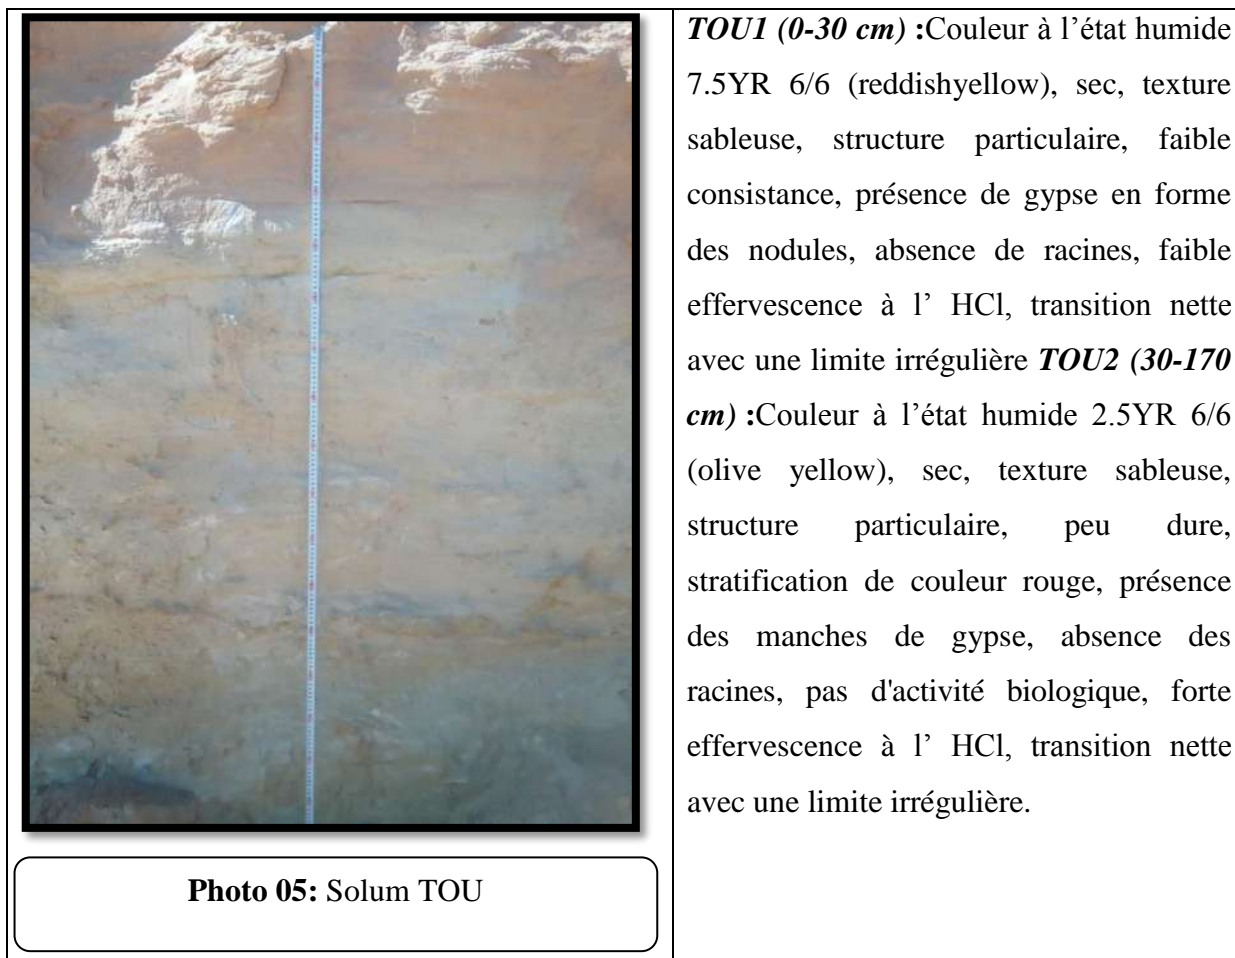 TOU1 (0-30 cm) :Couleur à l’état humide
7.5YR 6/6 (reddishyellow), sec, texture
sableuse, structure particulaire, faible
consistance, présence de gypse en forme
des nodules, absence de racines, faible
effervescence à l’ HCl, transition nette
avec une limite irrégulière TOU2 (30-170
cm) :Couleur à l’état humide 2.5YR 6/6
(olive yellow), sec, texture sableuse,
structure particulaire, peu dure,
stratification de couleur rouge, présence
des manches de gypse, absence des
racines, pas d'activité biologique, forte
effervescence à l’ HCl, transition nette
avec une limite irrégulière.
Photo 05: Solum TOU